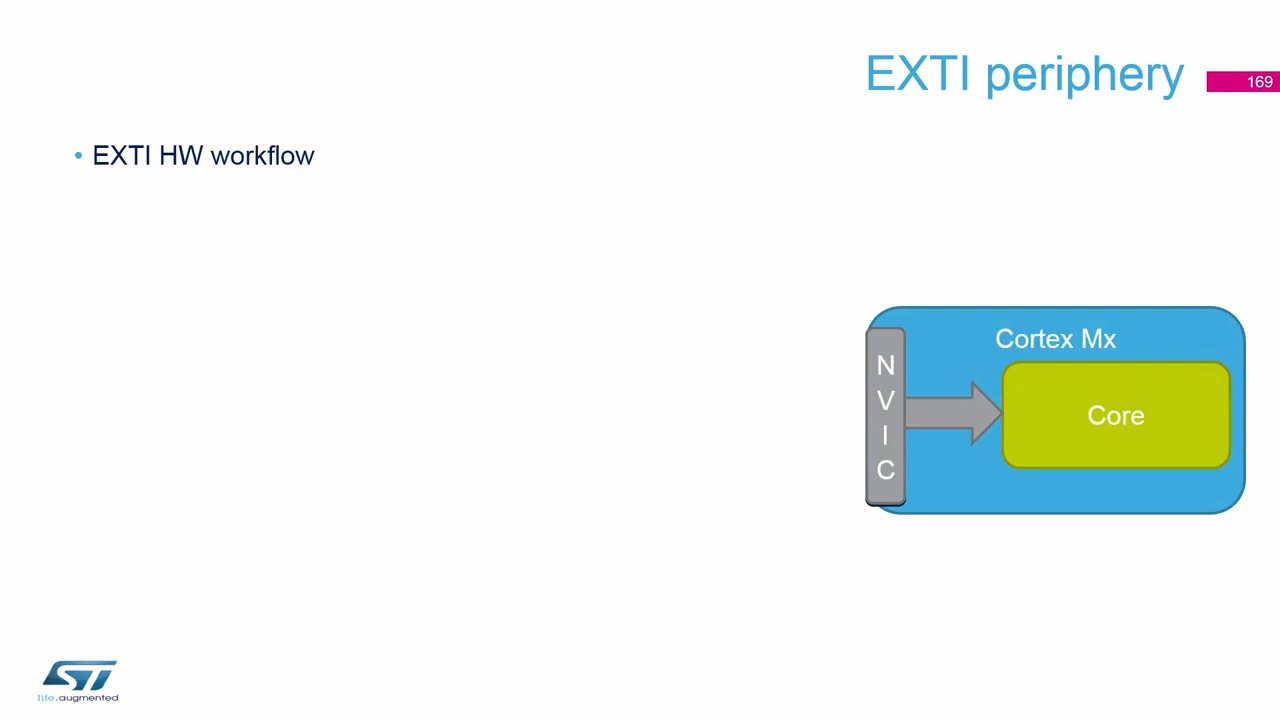 EXTI periphery
169
• EXTI HW workflow
Cortex Mx
N
V
I
C
Core
ST
life.augmented